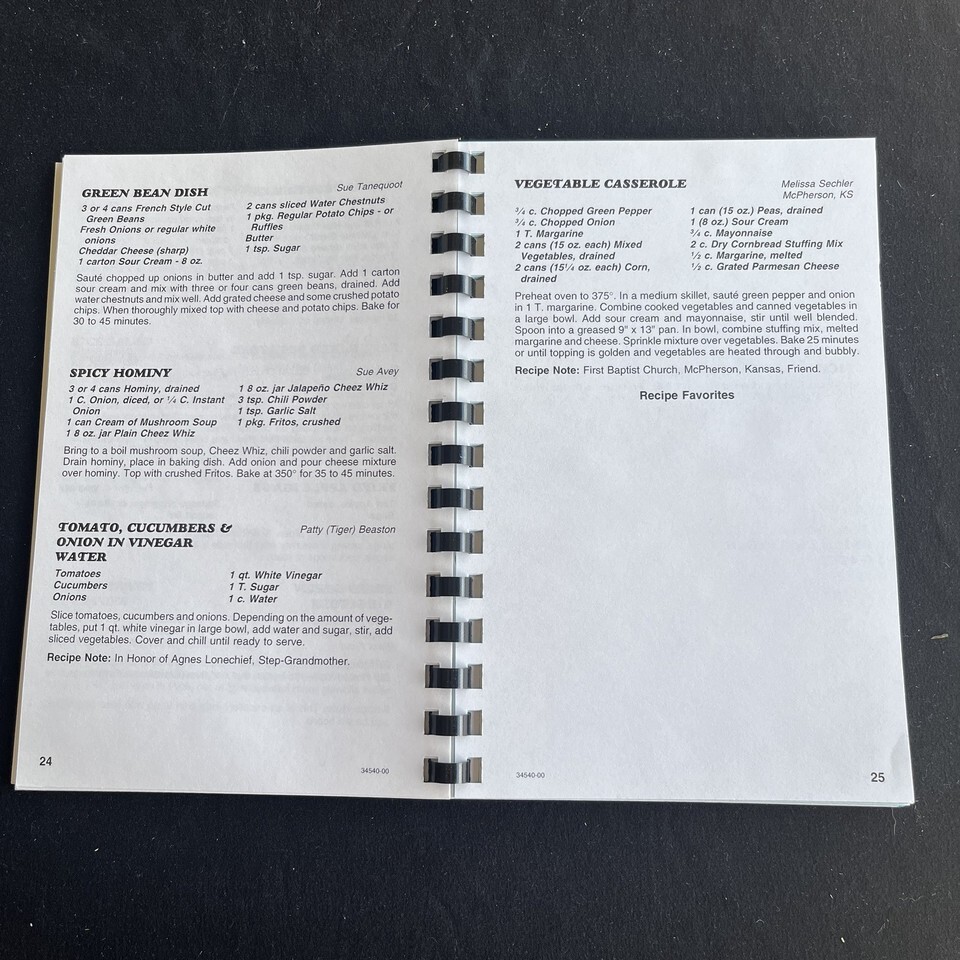 GREEN BEAN DISH
Sue Tanequoot
3 or 4 cans French Style Cut
Green Beans
Fresh Onions or regular white
onions
Cheddar Cheese (sharp)
1 carton Sour Cream - 8 oz.
2 cans sliced Water Chestnuts
1 pkg. Regular Potato Chips - or
Ruffles
Butter
1 tsp. Sugar
Sauté chopped up onions in butter and add 1 tsp. sugar. Add 1 carton
sour cream and mix with three or four cans green beans, drained. Add
water chestnuts and mix well. Add grated cheese and some crushed potato
chips. When thoroughly mixed top with cheese and potato chips. Bake for
30 to 45 minutes.
SPICY HOMINY
Sue Avey
3 or 4 cans Hominy, drained
1 C. Onion, diced, or ¼ C. Instant
Onion
1 can Cream of Mushroom Soup
1 8 oz. jar Plain Cheez Whiz
1 8 oz. jar Jalapeño Cheez Whiz
3 tsp. Chili Powder
1 tsp. Garlic Salt
1 pkg. Fritos, crushed
Bring to a boil mushroom soup, Cheez Whiz, chili powder and garlic salt.
Drain hominy, place in baking dish. Add onion and pour cheese mixture
over hominy. Top with crushed Fritos. Bake at 350° for 35 to 45 minutes.
TOMATO, CUCUMBERS &
ONION IN VINEGAR
WATER
Patty (Tiger) Beaston
Tomatoes
Cucumbers
Onions
1 qt. White Vinegar
1 T. Sugar
1 c. Water
Slice tomatoes, cucumbers and onions. Depending on the amount of vege-
tables, put 1 qt. white vinegar in large bowl, add water and sugar, stir, add
sliced vegetables. Cover and chill until ready to serve.
Recipe Note: In Honor of Agnes Lonechief, Step-Grandmother.
24
34540-00
VEGETABLE CASSEROLE
Melissa Sechler
McPherson, KS
¾ c. Chopped Green Pepper
¾ c. Chopped Onion
1 T. Margarine
2 cans (15 oz. each) Mixed
Vegetables, drained
2 cans (15¼ oz. each) Corn,
drained
1 can (15 oz.) Peas, drained
1 (8 oz.) Sour Cream
¾ c. Mayonnaise
2 c. Dry Cornbread Stuffing Mix
½ c. Margarine, melted
½ c. Grated Parmesan Cheese
Preheat oven to 375°. In a medium skillet, sauté green pepper and onion
in 1 T. margarine. Combine cooked vegetables and canned vegetables in
a large bowl. Add sour cream and mayonnaise, stir until well blended.
Spoon into a greased 9" x 13" pan. In bowl, combine stuffing mix, melted
margarine and cheese. Sprinkle mixture over vegetables. Bake 25 minutes
or until topping is golden and vegetables are heated through and bubbly.
Recipe Note: First Baptist Church, McPherson, Kansas, Friend.
Recipe Favorites
34540-00
25